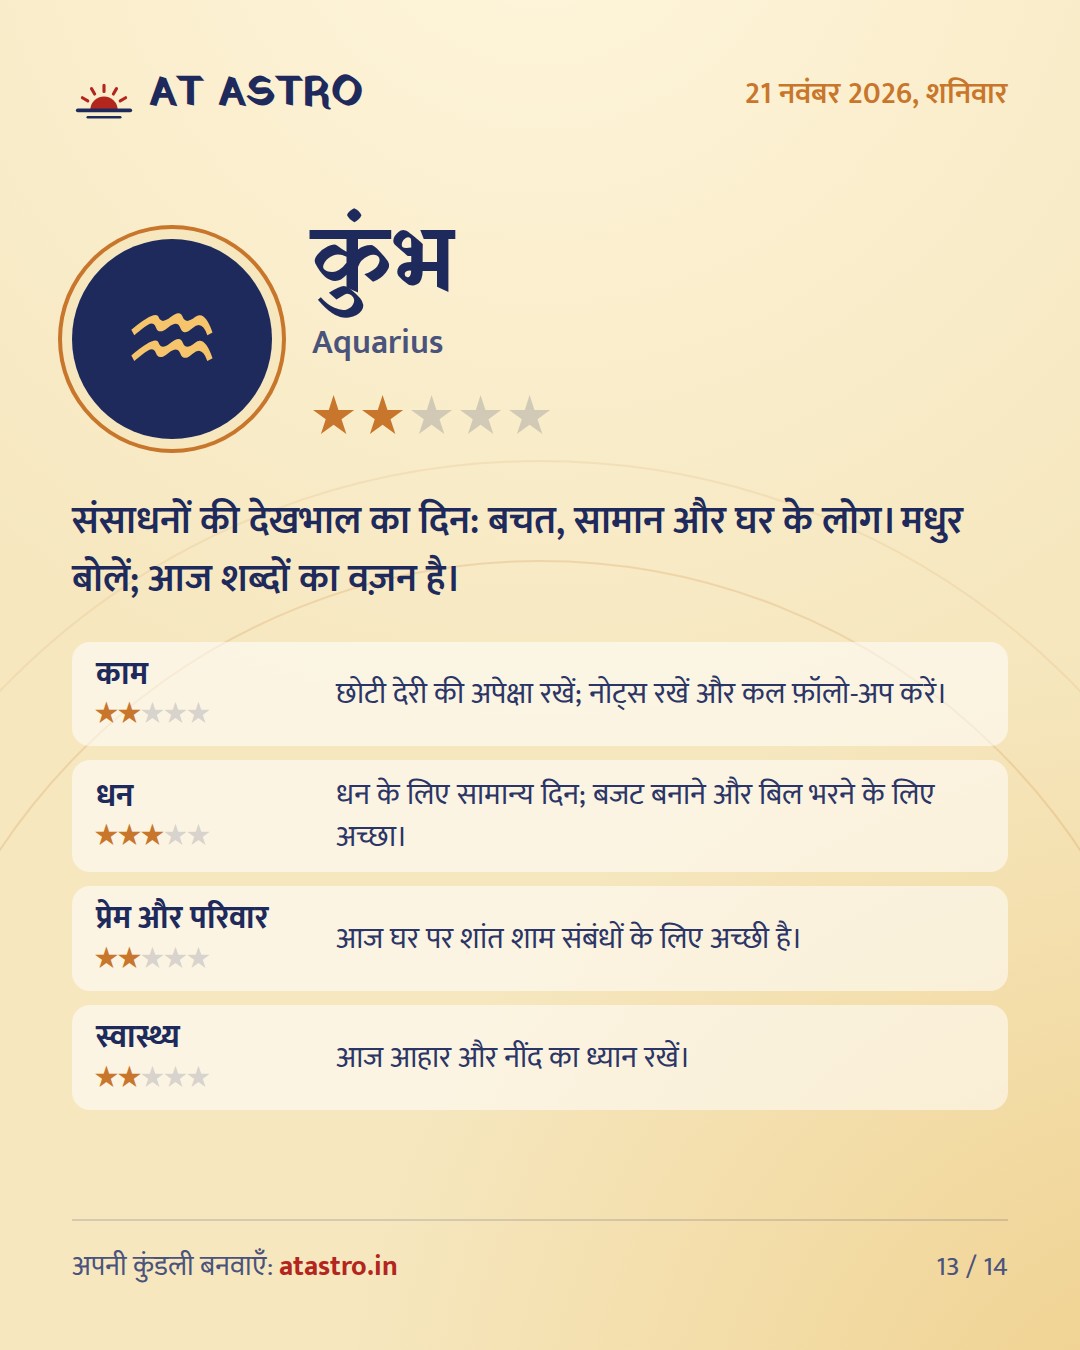 AT ASTRO
21 नवंबर 2026, शनिवार
कुंभ
Aquarius
संसाधनों की देखभाल का दिन: बचत, सामान और घर के लोग। मधुर
बोलें; आज शब्दों का वज़न है।
काम
छोटी देरी की अपेक्षा रखें; नोट्स रखें और कल फ़ॉलो-अप करें।
धन
धन के लिए सामान्य दिन; बजट बनाने और बिल भरने के लिए
अच्छा।
प्रेम और परिवार
आज घर पर शांत शाम संबंधों के लिए अच्छी है।
स्वास्थ्य
आज आहार और नींद का ध्यान रखें।
अपनी कुंडली बनवाएँ: atastro.in
13 / 14